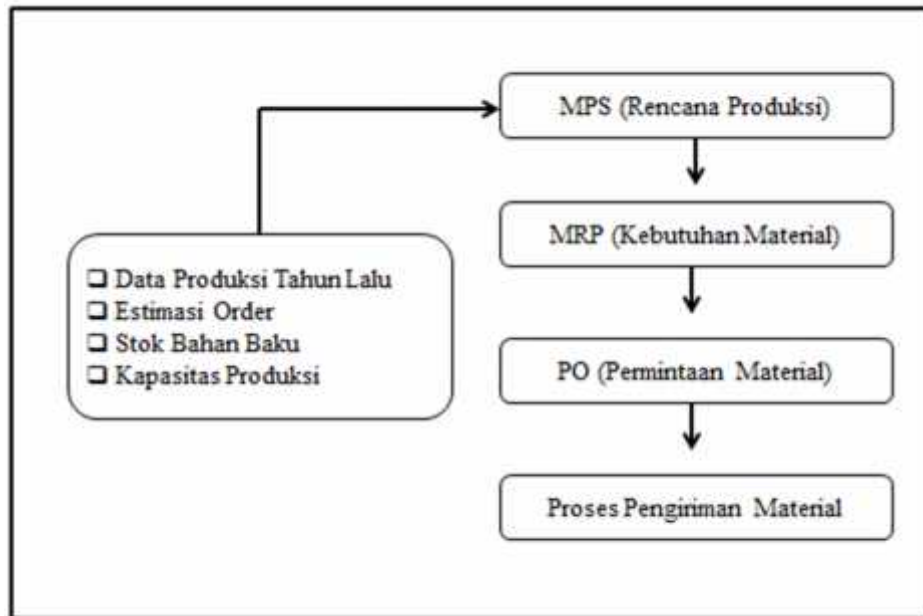 MPS (Rencana Produksi)
MRP (Kebutuhan Material)
❑ Data Produksi Tahun Lalu
❑ Estimasi Order
❑ Stok Bahan Baku
❑ Kapasitas Produksi
PO (Permintaan Material)
Proses Pengiriman Material